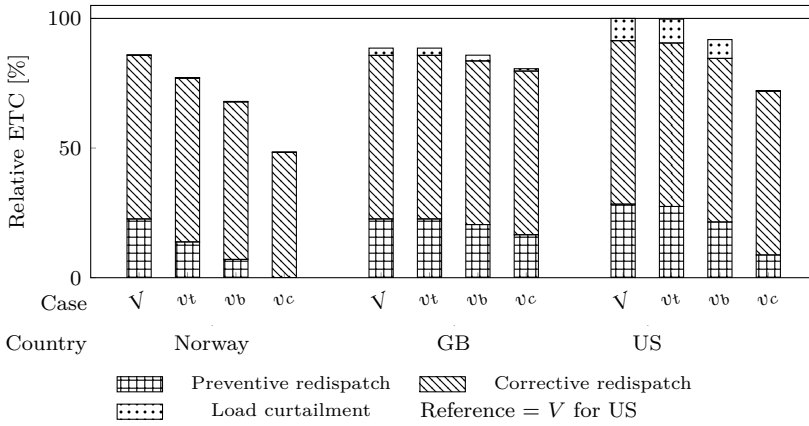 Relative ETC [%]
100
50
0
Case V vt vb vc V vt vb vc V vt vb vc
Country Norway GB US
Preventive redispatch Corrective redispatch
Load curtailment Reference = V for US